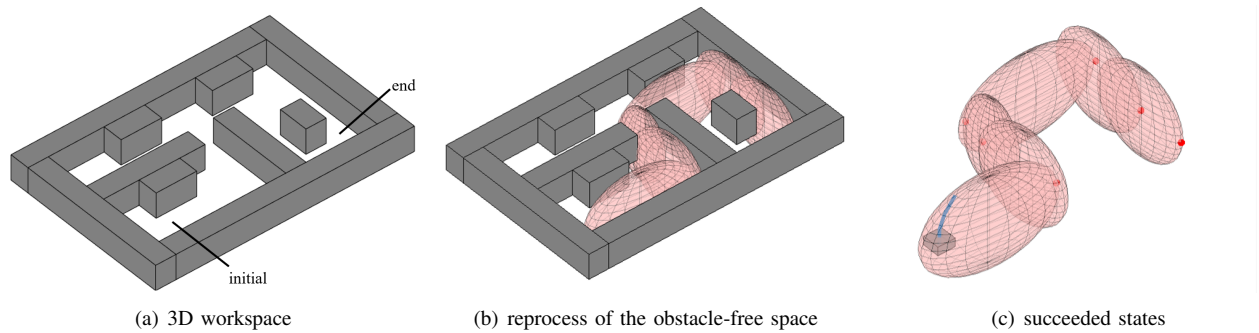 end
initial
(a) 3D workspace
(b) reprocess of the obstacle-free space
(c) succeeded states